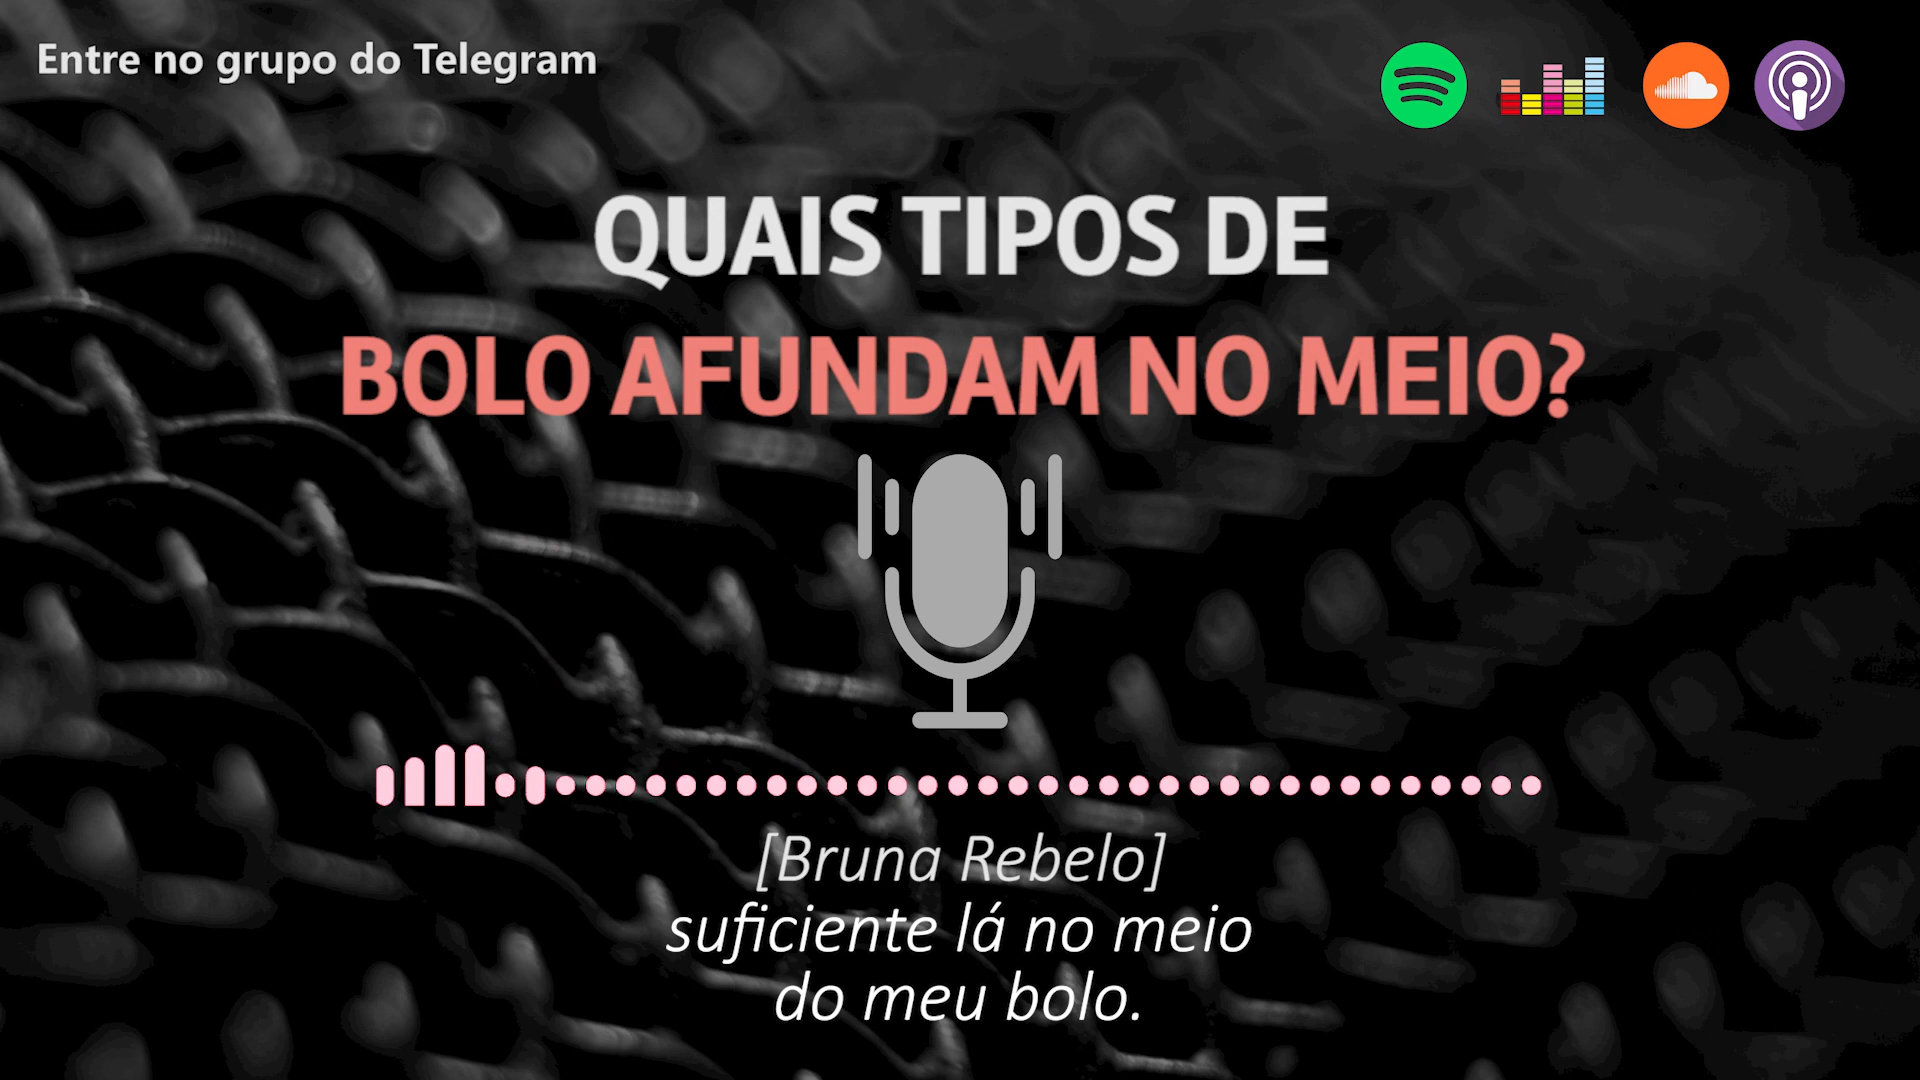 Entre no grupo do Telegram
QUAIS TIPOS DE
BOLO AFUNDAM NO MEIO?
[Bruna Rebelo]
suficiente lá no meio
do meu bolo.